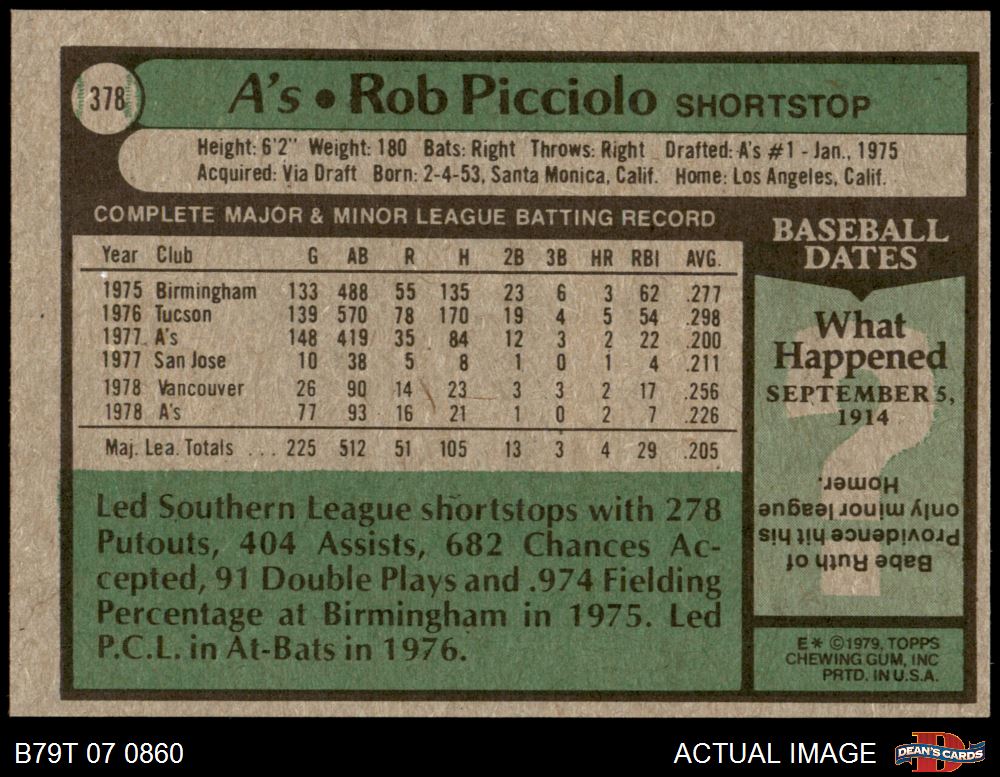 378
A's • Rob Picciolo SHORTSTOP
Height: 6'2" Weight: 180 Bats: Right Throws: Right Drafted: A's #1 - Jan., 1975
Acquired: Via Draft Born: 2-4-53, Santa Monica, Calif. Home: Los Angeles, Calif.
COMPLETE MAJOR & MINOR LEAGUE BATTING RECORD
Year Club G AB R H 2B 3B HR RBI AVG.
1975 Birmingham 133 488 55 135 23 6 3 62 .277
1976 Tucson 139 570 78 170 19 4 5 54 .298
1977 A's 148 419 35 84 12 3 2 22 .200
1977 San Jose 10 38 5 8 1 0 1 4 .211
1978 Vancouver 26 90 14 23 3 3 2 17 .256
1978 A's 77 93 16 21 1 0 2 7 .226
Maj. Lea. Totals ... 225 512 51 105 13 3 4 29 .205
Led Southern League shortstops with 278
Putouts, 404 Assists, 682 Chances Ac-
cepted, 91 Double Plays and .974 Fielding
Percentage at Birmingham in 1975. Led
P.C.L. in At-Bats in 1976.
BASEBALL
DATES
What
Happened
SEPTEMBER 5,
1914
Babe Ruth of
Providence hit his
only minor league
Homer.
E* ©1979, TOPPS
CHEWING GUM, INC
PRTD. IN U.S.A.
B79T 07 0860
ACTUAL IMAGE
D
DEAN'S CARDS